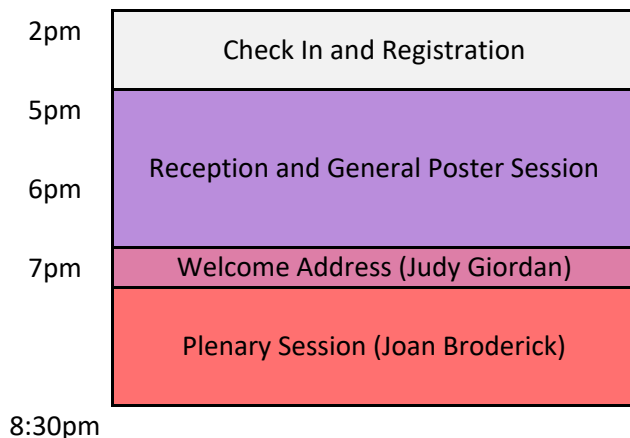 2pm
Check In and Registration
5pm
Reception and General Poster Session
6pm
7pm
Welcome Address (Judy Giordan)
Plenary Session (Joan Broderick)
8:30pm